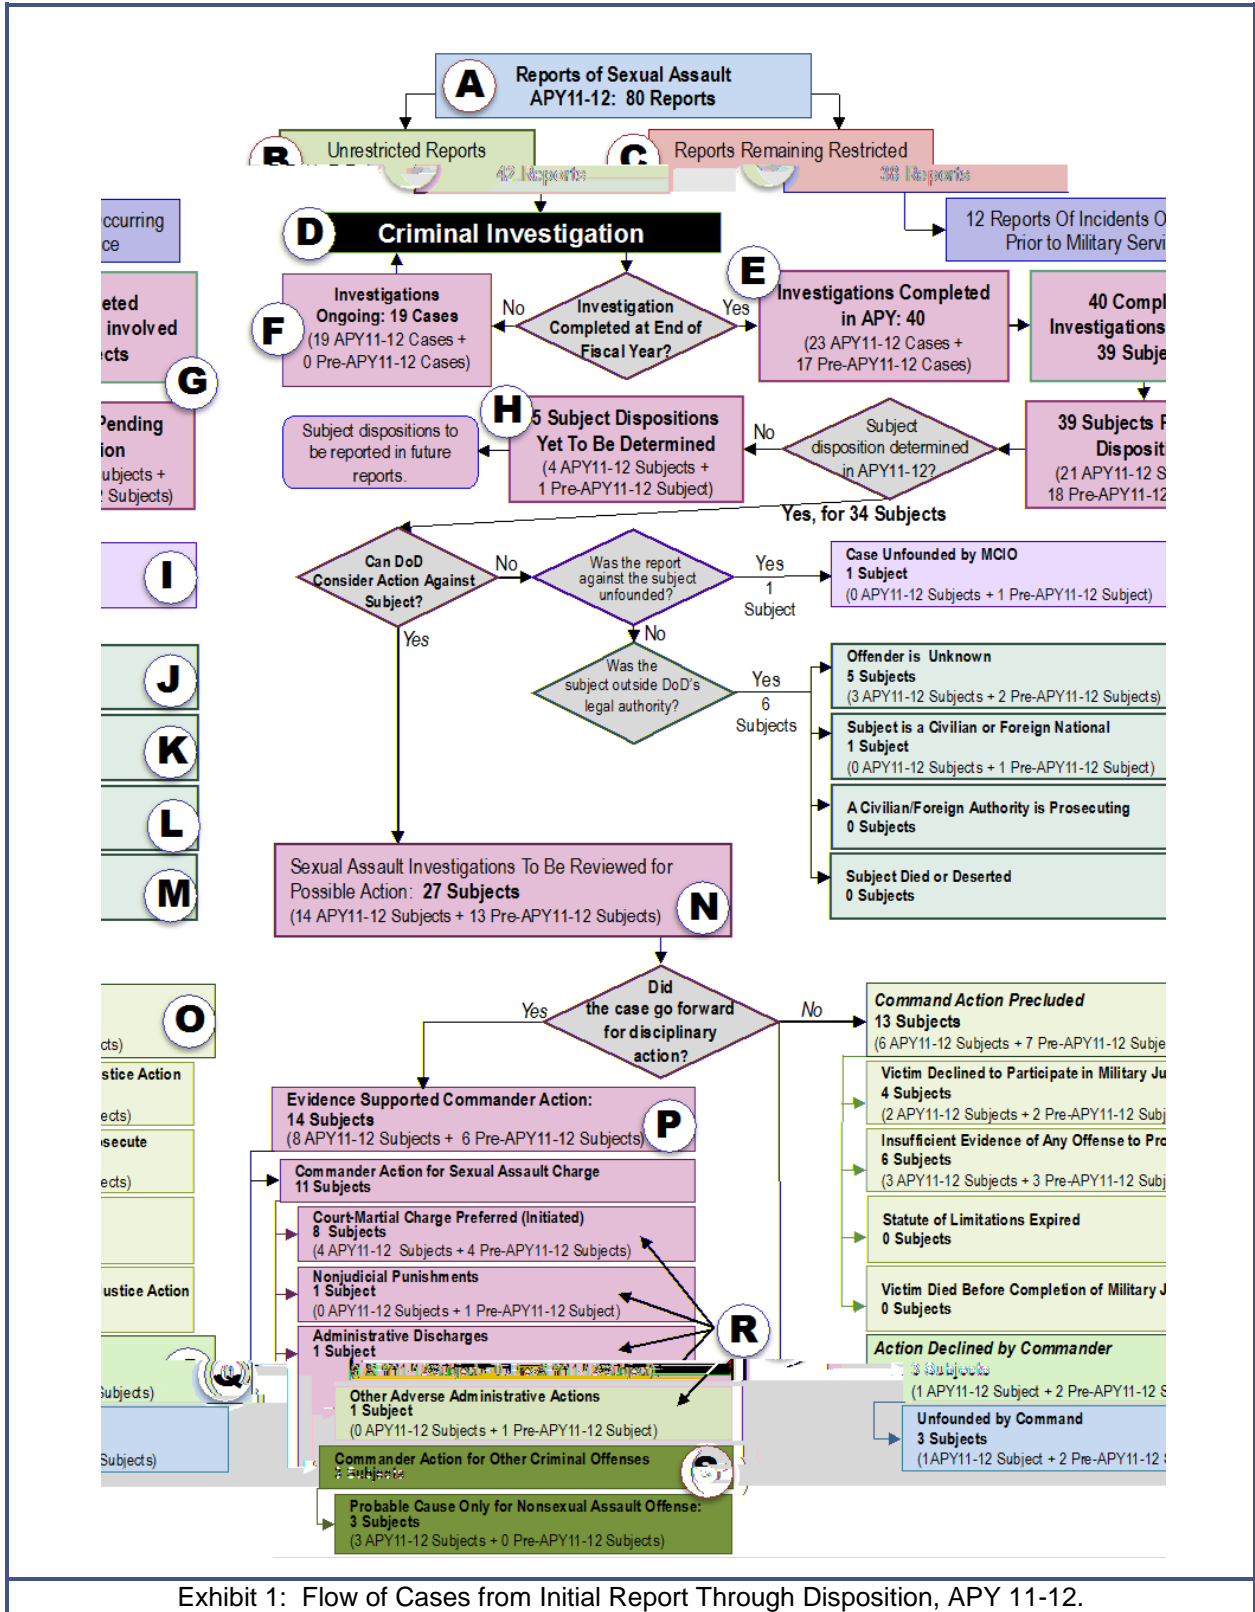 A
Reports of Sexual Assault
APY11-12: 80 Reports
B
Unrestricted Reports
42 Reports
C
Reports Remaining Restricted
38 Reports
ccurring
ce
D
Criminal Investigation
12 Reports Of Incidents O
Prior to Military Servi
eted
involved
cts
G
F
Investigations
Ongoing: 19 Cases
(19 APY11-12 Cases +
0 Pre-APY11-12 Cases)
No
Investigation
Completed at End of
Fiscal Year?
Yes
E
Investigations Completed
in APY: 40
(23 APY11-12 Cases +
17 Pre-APY11-12 Cases)
40 Compl
Investigations
39 Subje
Pending
ion
ubjects +
2 Subjects)
Subject dispositions to
be reported in future
reports.
H
5 Subject Dispositions
Yet To Be Determined
(4 APY11-12 Subjects +
1 Pre-APY11-12 Subject)
No
Subject
disposition determined
in APY11-12?
39 Subjects P
Dispositi
(21 APY11-12 S
18 Pre-APY11-12
Yes, for 34 Subjects
I
Can DoD
Consider Action Against
Subject?
No
Was the report
against the subject
unfounded?
Yes
1
Subject
Case Unfounded by MCIO
1 Subject
(0 APY11-12 Subjects + 1 Pre-APY11-12 Subject)
Yes
No
J
K
L
M
Was the
subject outside DoD's
legal authority?
Yes
6
Subjects
Offender is Unknown
5 Subjects
(3 APY11-12 Subjects + 2 Pre-APY11-12 Subjects)
Subject is a Civilian or Foreign National
1 Subject
(0 APY11-12 Subjects + 1 Pre-APY11-12 Subject)
A Civilian/Foreign Authority is Prosecuting
0 Subjects
Subject Died or Deserted
0 Subjects
Sexual Assault Investigations To Be Reviewed for
Possible Action: 27 Subjects
(14 APY11-12 Subjects + 13 Pre-APY11-12 Subjects)
N
Did
the case go forward
for disciplinary
action?
Yes
No
O
cts)
stice Action
ects)
osecute
ects)
ustice Action
Command Action Precluded
13 Subjects
(6 APY11-12 Subjects + 7 Pre-APY11-12 Subje
Victim Declined to Participate in Military Ju
4 Subjects
(2 APY11-12 Subjects + 2 Pre-APY11-12 Subj
Insufficient Evidence of Any Offense to Pro
6 Subjects
(3 APY11-12 Subjects + 3 Pre-APY11-12 Subj
Statute of Limitations Expired
0 Subjects
Victim Died Before Completion of Military J
0 Subjects
Evidence Supported Commander Action:
14 Subjects
(8 APY11-12 Subjects + 6 Pre-APY11-12 Subjects)
P
Commander Action for Sexual Assault Charge
11 Subjects
Court-Martial Charge Preferred (Initiated)
8 Subjects
(4 APY11-12 Subjects + 4 Pre-APY11-12 Subjects)
Nonjudicial Punishments
1 Subject
(0 APY11-12 Subjects + 1 Pre-APY11-12 Subject)
Administrative Discharges
1 Subject
R
Q
Subjects)
Subjects)
Other Adverse Administrative Actions
1 Subject
(0 APY11-12 Subjects + 1 Pre-APY11-12 Subject)
Action Declined by Commander
3 Subjects
(1 APY11-12 Subject + 2 Pre-APY11-12 S
Unfounded by Command
3 Subjects
(1APY11-12 Subject + 2 Pre-APY11-12 S
Commander Action for Other Criminal Offenses
3 Subjects
S
Probable Cause Only for Nonsexual Assault Offense:
3 Subjects
(3 APY11-12 Subjects + 0 Pre-APY11-12 Subjects)
Exhibit 1: Flow of Cases from Initial Report Through Disposition, APY 11-12.